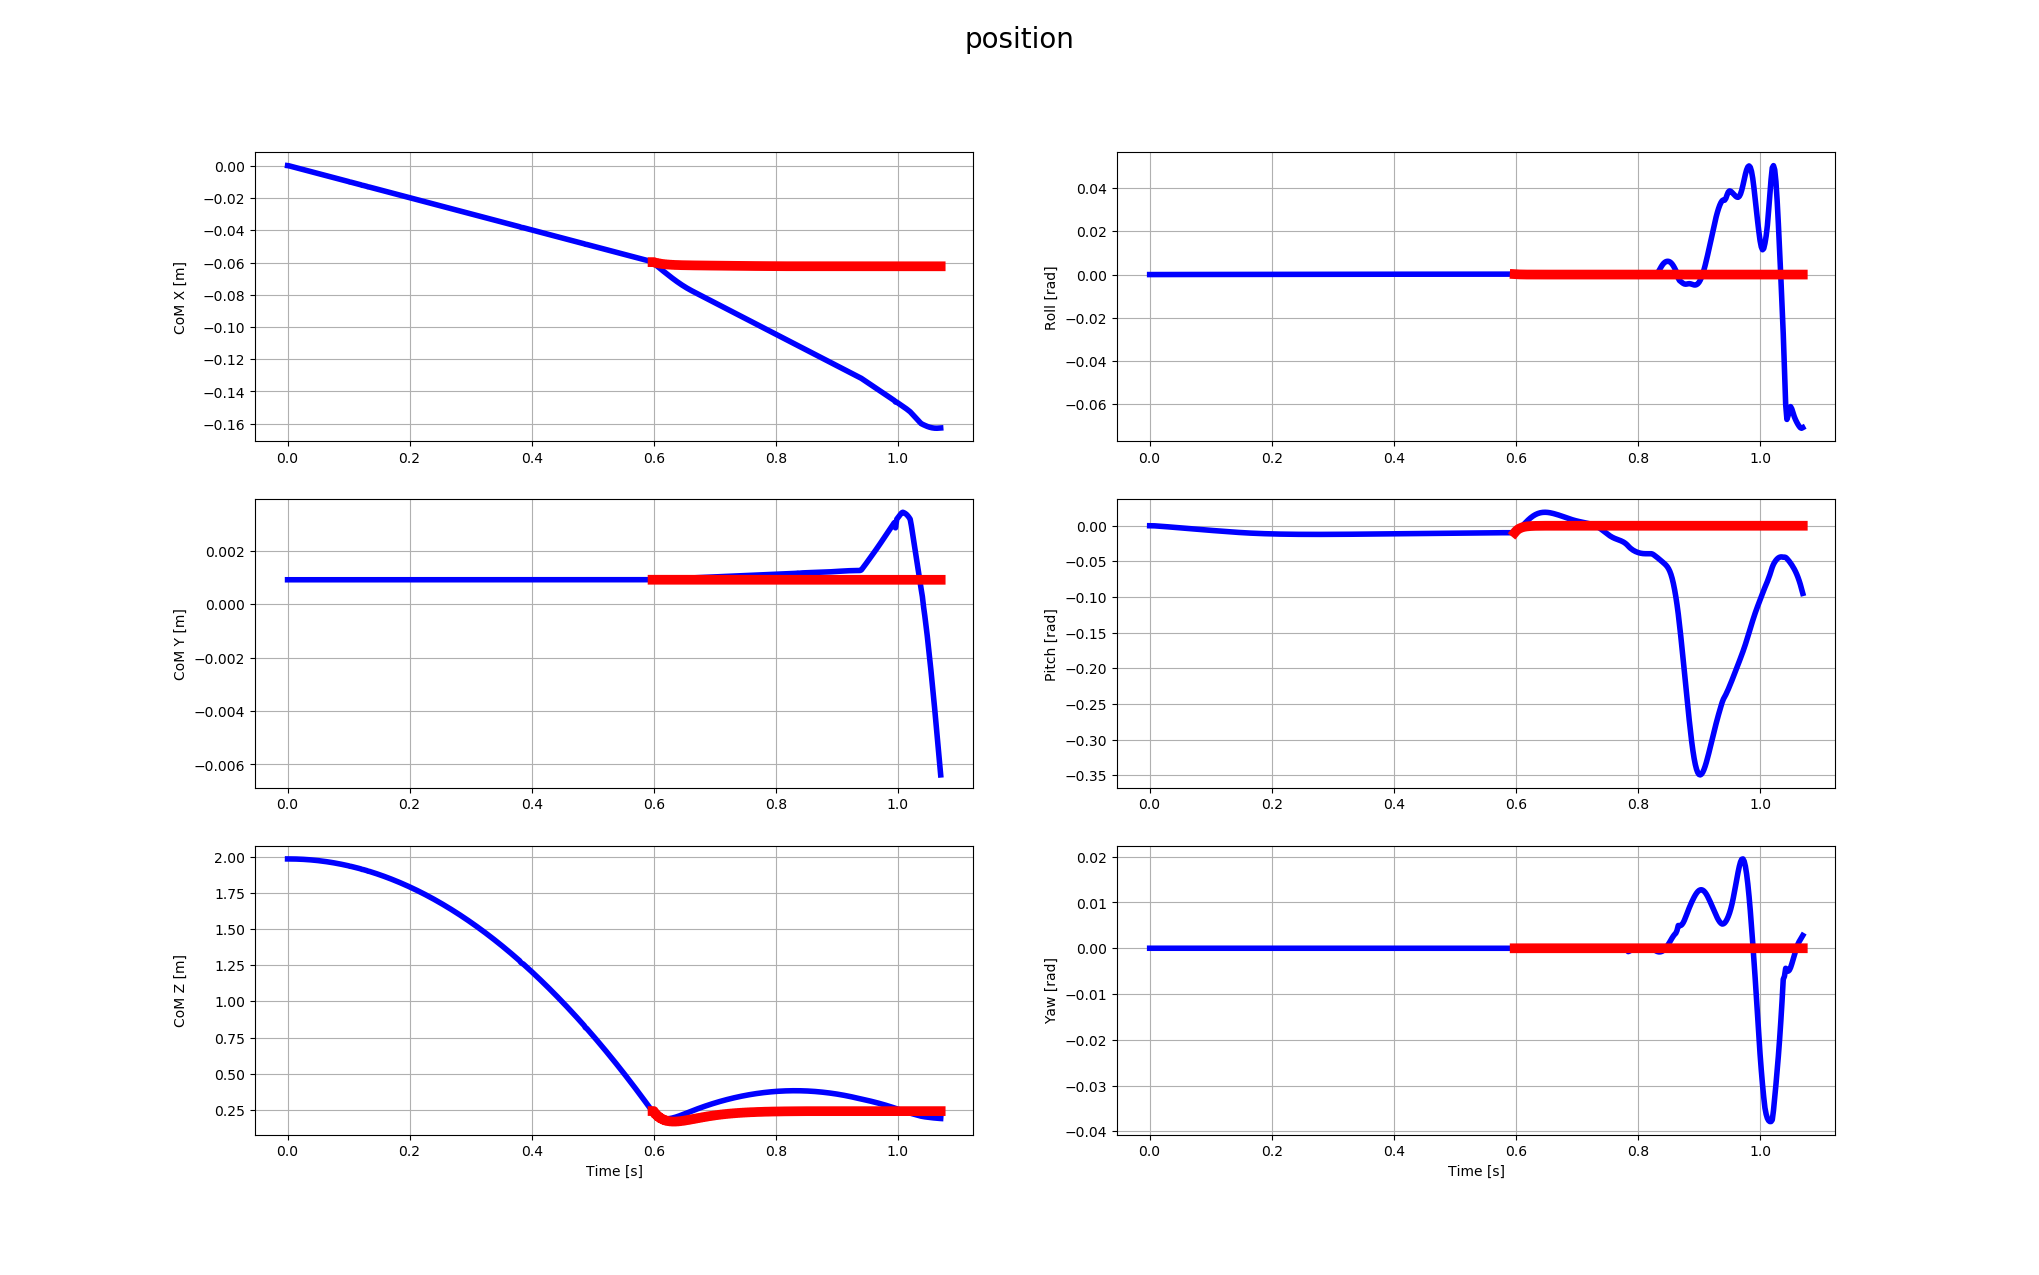 position
0.00
−0.02
−0.04
−0.06
−0.08
−0.10
−0.12
−0.14
−0.16
CoM X [m]
0.0 0.2 0.4 0.6 0.8 1.0
0.04
0.02
0.00
−0.02
−0.04
−0.06
Roll [rad]
0.0 0.2 0.4 0.6 0.8 1.0
0.002
0.000
−0.002
−0.004
−0.006
CoM Y [m]
0.0 0.2 0.4 0.6 0.8 1.0
0.00
−0.05
−0.10
−0.15
−0.20
−0.25
−0.30
−0.35
Pitch [rad]
0.0 0.2 0.4 0.6 0.8 1.0
2.00
1.75
1.50
1.25
1.00
0.75
0.50
0.25
CoM Z [m]
0.0 0.2 0.4 0.6 0.8 1.0
Time [s]
0.02
0.01
0.00
−0.01
−0.02
−0.03
−0.04
Yaw [rad]
0.0 0.2 0.4 0.6 0.8 1.0
Time [s]